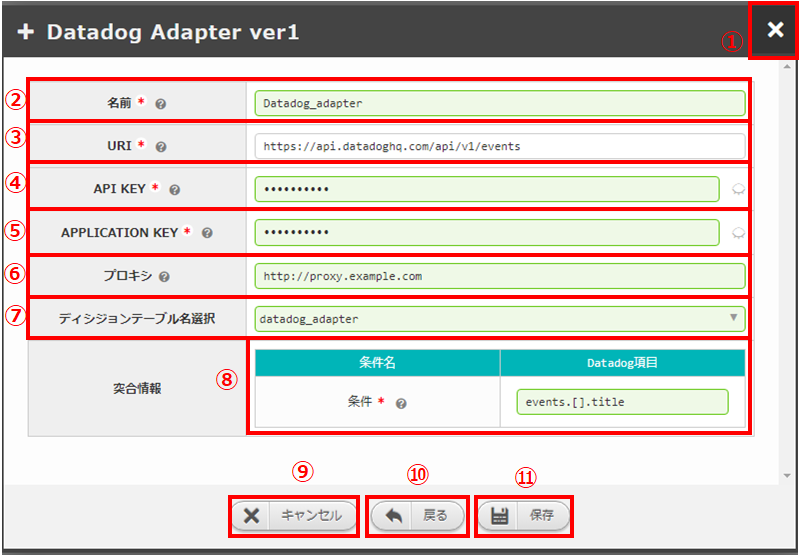 Datadog Adapter ver1
①
② 名前 * Datadog_adapter
③ URI * https://api.datadoghq.com/api/v1/events
④ API KEY * ••••••••••
⑤ APPLICATION KEY * ••••••••••
⑥ プロキシ http://proxy.example.com
⑦ ディシジョンテーブル名選択 datadog_adapter
突合情報 ⑧
条件名 Datadog項目
条件 * events.[].title
⑨ ⑩ ⑪
キャンセル 戻る 保存